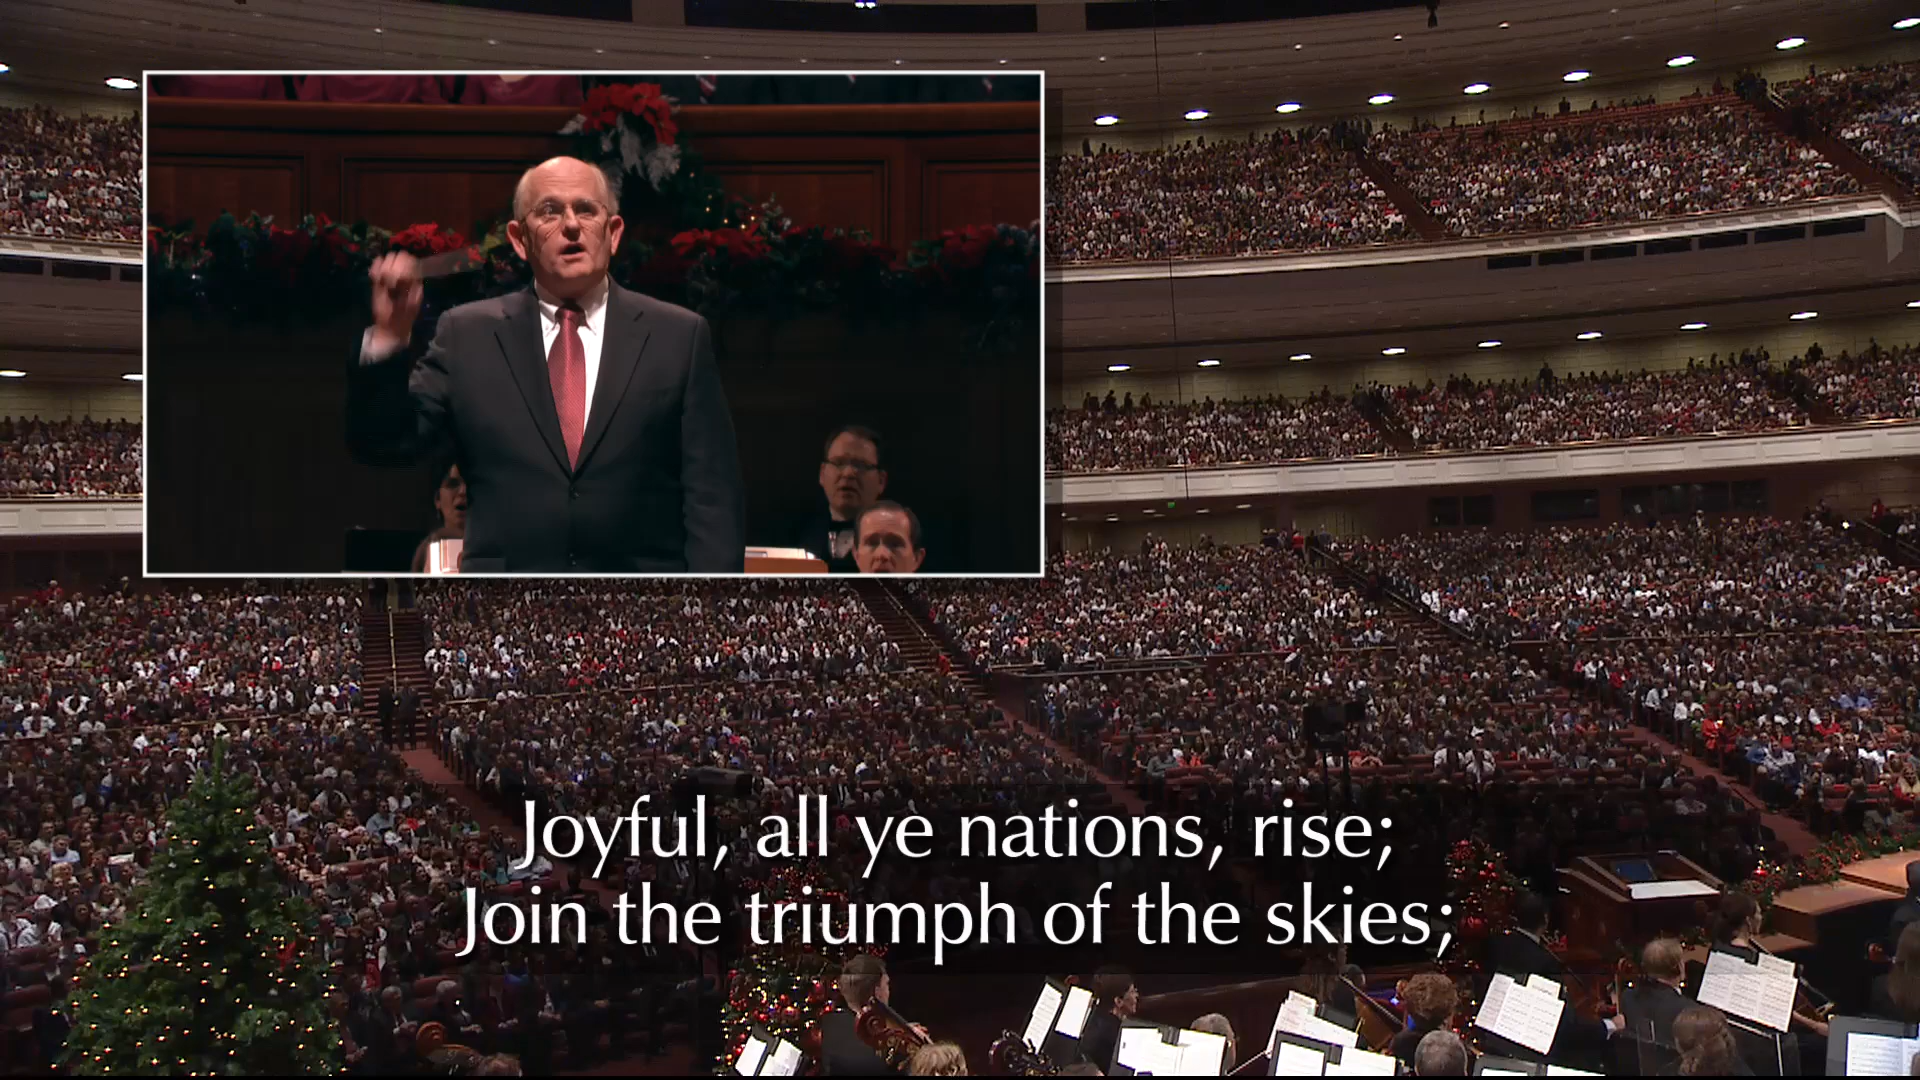 Joyful, all ye nations, rise;
Join the triumph of the skies;